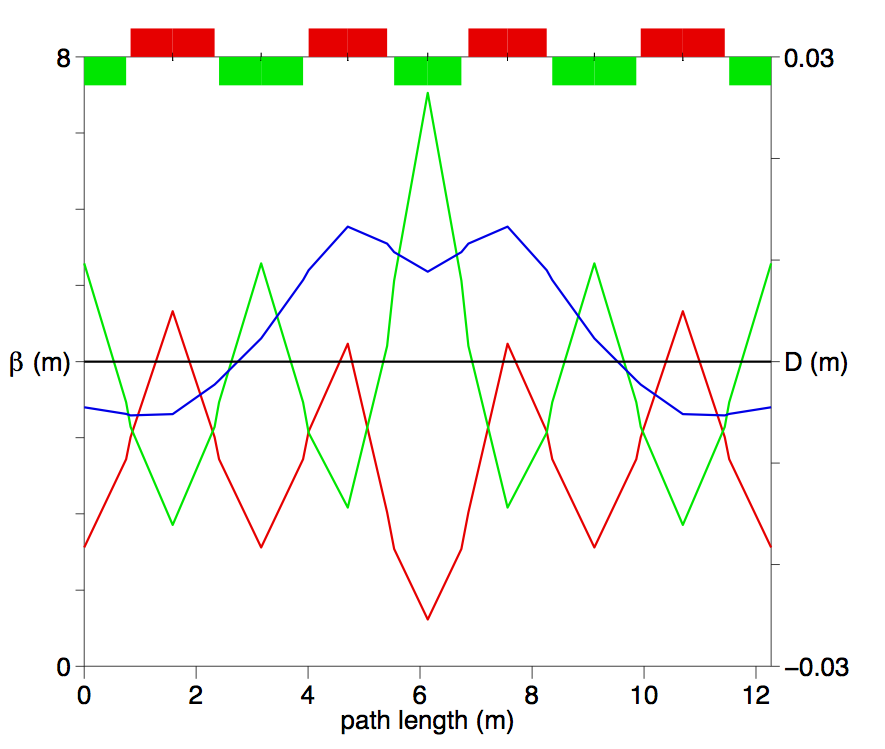 8
0.03
β (m)
D (m)
0
−0.03
0 2 4 6 8 10 12
path length (m)